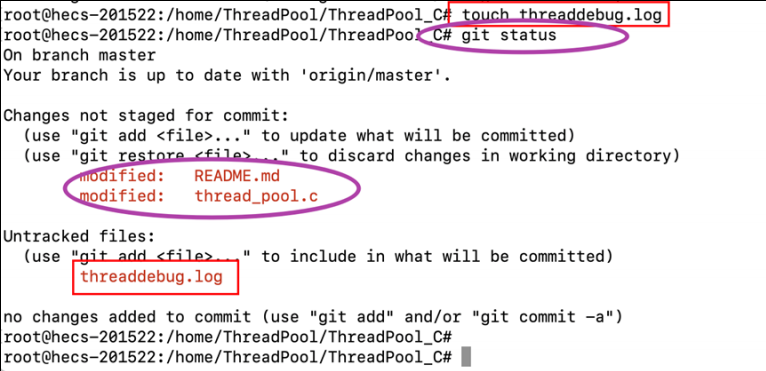 root@hecs-201522:/home/ThreadPool/ThreadPool_C# touch threaddebug.log
root@hecs-201522:/home/ThreadPool/ThreadPool_C# git status
On branch master
Your branch is up to date with 'origin/master'.
Changes not staged for commit:
(use "git add <file>..." to update what will be committed)
(use "git restore <file>..." to discard changes in working directory)
modified: README.md
modified: thread_pool.c
Untracked files:
(use "git add <file>..." to include in what will be committed)
threaddebug.log
no changes added to commit (use "git add" and/or "git commit -a")
root@hecs-201522:/home/ThreadPool/ThreadPool_C#
root@hecs-201522:/home/ThreadPool/ThreadPool_C#